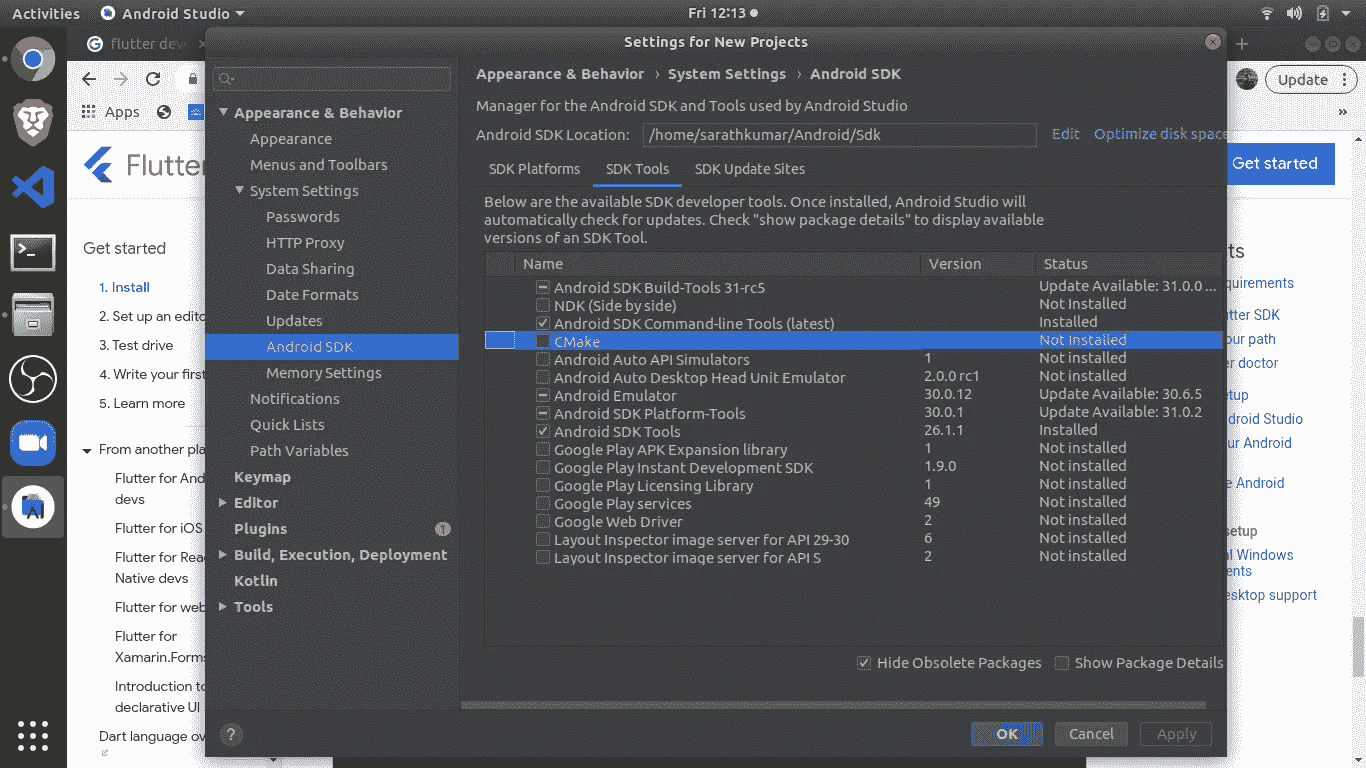 Activities
Android Studio
Fri 12:13
flutter dev
Settings for New Projects
Update
Apps
Flutter
Get started
Get started
1. Install
2. Set up an edito
3. Test drive
4. Write your first
5. Learn more
From another pla
Flutter for And
devs
Flutter for iOS
Flutter for Rea
Native devs
Flutter for web
Flutter for
Xamarin.Forms
Introduction to
declarative UI
Dart language ov
Appearance & Behavior
Appearance
Menus and Toolbars
System Settings
Passwords
HTTP Proxy
Data Sharing
Date Formats
Updates
Android SDK
Memory Settings
Notifications
Quick Lists
Path Variables
Keymap
Editor
Plugins 1
Build, Execution, Deployment
Kotlin
Tools
?
Appearance & Behavior › System Settings › Android SDK
Manager for the Android SDK and Tools used by Android Studio
Android SDK Location: /home/sarathkumar/Android/Sdk Edit Optimize disk space
SDK Platforms SDK Tools SDK Update Sites
Below are the available SDK developer tools. Once installed, Android Studio will
automatically check for updates. Check "show package details" to display available
versions of an SDK Tool.
Name Version Status
Android SDK Build-Tools 31-rc5 Update Available: 31.0.0 ...
NDK (Side by side) Not Installed
Android SDK Command-line Tools (latest) Installed
CMake Not Installed
Android Auto API Simulators 1 Not installed
Android Auto Desktop Head Unit Emulator 2.0.0 rc1 Not installed
Android Emulator 30.0.12 Update Available: 30.6.5
Android SDK Platform-Tools 30.0.1 Update Available: 31.0.2
Android SDK Tools 26.1.1 Installed
Google Play APK Expansion library 1 Not installed
Google Play Instant Development SDK 1.9.0 Not installed
Google Play Licensing Library 1 Not installed
Google Play services 49 Not installed
Google Web Driver 2 Not installed
Layout Inspector image server for API 29-30 6 Not installed
Layout Inspector image server for API S 2 Not installed
Hide Obsolete Packages Show Package Details
OK Cancel Apply
ts
quirements
tter SDK
our path
er doctor
etup
droid Studio
ur Android
e Android
setup
l Windows
ents
esktop support